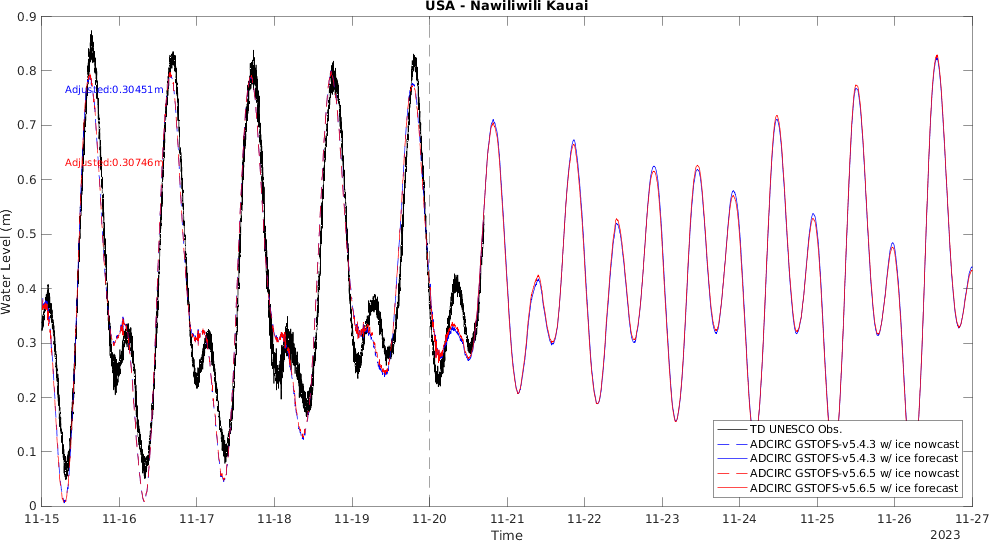 USA - Nawiliwili Kauai
0.9
0.8
0.7
0.6
0.5
0.4
0.3
0.2
0.1
0
Water Level (m)
Adjusted:0.30451m
Adjusted:0.30746m
TD UNESCO Obs.
ADCIRC GSTOFS-v5.4.3 w/ ice nowcast
ADCIRC GSTOFS-v5.4.3 w/ ice forecast
ADCIRC GSTOFS-v5.6.5 w/ ice nowcast
ADCIRC GSTOFS-v5.6.5 w/ ice forecast
11-15 11-16 11-17 11-18 11-19 11-20 11-21 11-22 11-23 11-24 11-25 11-26 11-27
Time
2023